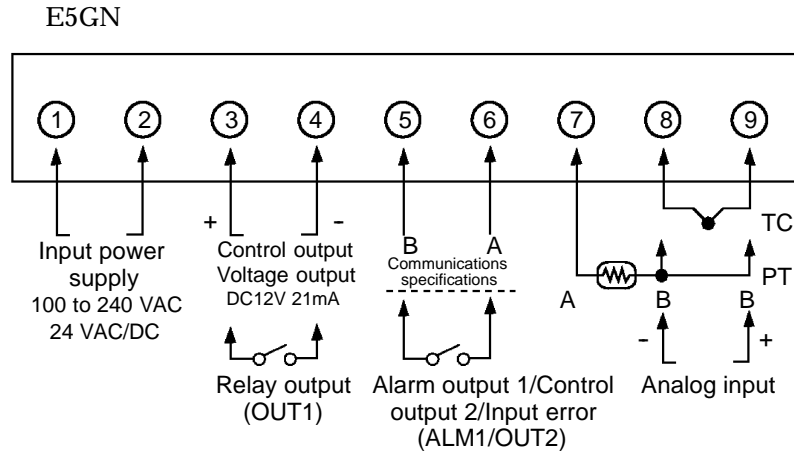 E5GN
1 2 3 4 5 6 7 8 9
+ -
B A
TC
Input power
supply
100 to 240 VAC
24 VAC/DC
Control output
Voltage output
DC12V 21mA
Communications
specifications
PT
A B B
- +
Relay output
(OUT1)
Alarm output 1/Control
output 2/Input error
(ALM1/OUT2)
Analog input